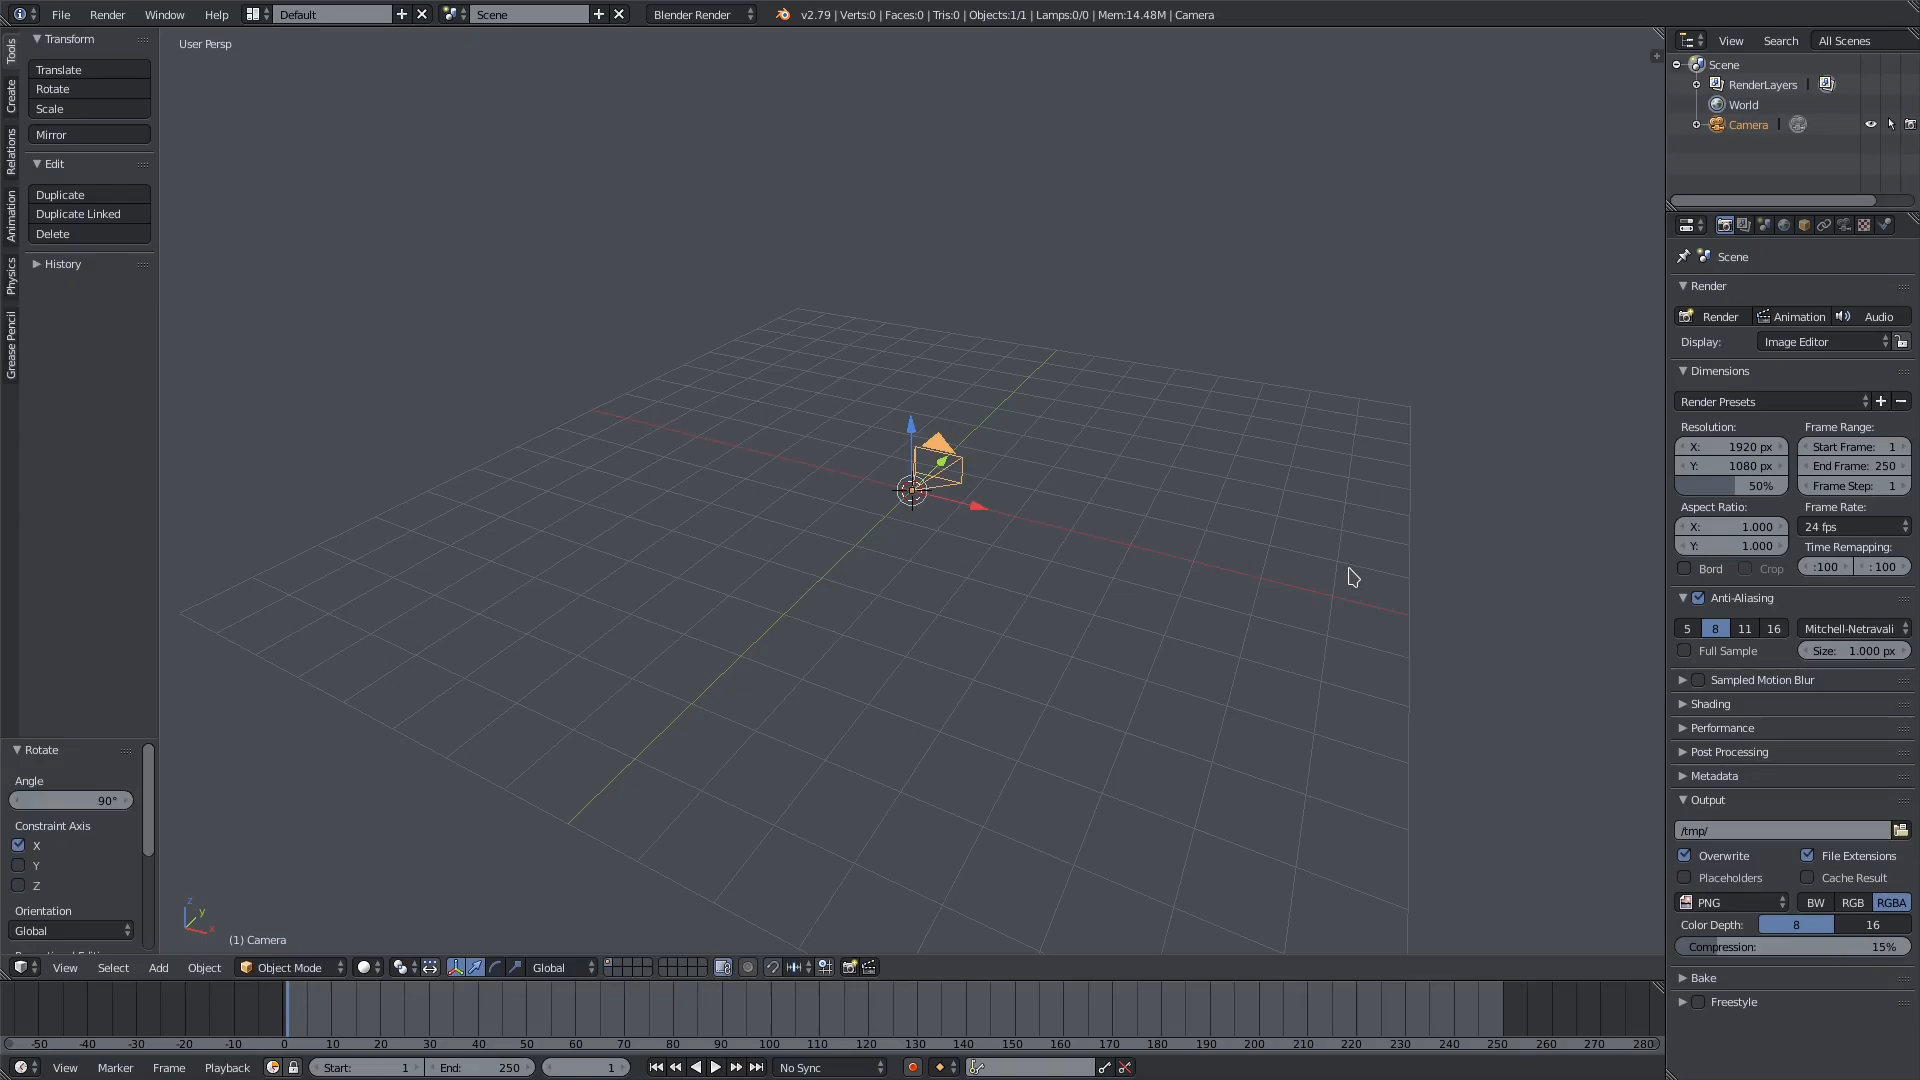 File Render Window Help Default Scene Blender Render v2.79 | Verts:0 | Faces:0 | Tris:0 | Objects:1/1 | Lamps:0/0 | Mem:14.48M | Camera
Tools
Create
Relations
Animation
Physics
Grease Pencil
Transform
Translate
Rotate
Scale
Mirror
Edit
Duplicate
Duplicate Linked
Delete
History
Rotate
Angle
90°
Constraint Axis
X
Y
Z
Orientation
Global
User Persp
z
y
x
(1) Camera
View Select Add Object Object Mode Global
-50 -40 -30 -20 -10 0 10 20 30 40 50 60 70 80 90 100 110 120 130 140 150 160 170 180 190 200 210 220 230 240 250 260 270 280
View Marker Frame Playback Start: 1 End: 250 1 No Sync
View Search All Scenes
Scene
RenderLayers
World
Camera
Scene
Render
Render Animation Audio
Display: Image Editor
Dimensions
Render Presets
Resolution: Frame Range:
X: 1920 px Start Frame: 1
Y: 1080 px End Frame: 250
50% Frame Step: 1
Aspect Ratio: Frame Rate:
X: 1.000 24 fps
Y: 1.000 Time Remapping:
Bord Crop :100 : 100
Anti-Aliasing
5 8 11 16 Mitchell-Netravali
Full Sample Size: 1.000 px
Sampled Motion Blur
Shading
Performance
Post Processing
Metadata
Output
/tmp/
Overwrite File Extensions
Placeholders Cache Result
PNG BW RGB RGBA
Color Depth: 8 16
Compression: 15%
Bake
Freestyle